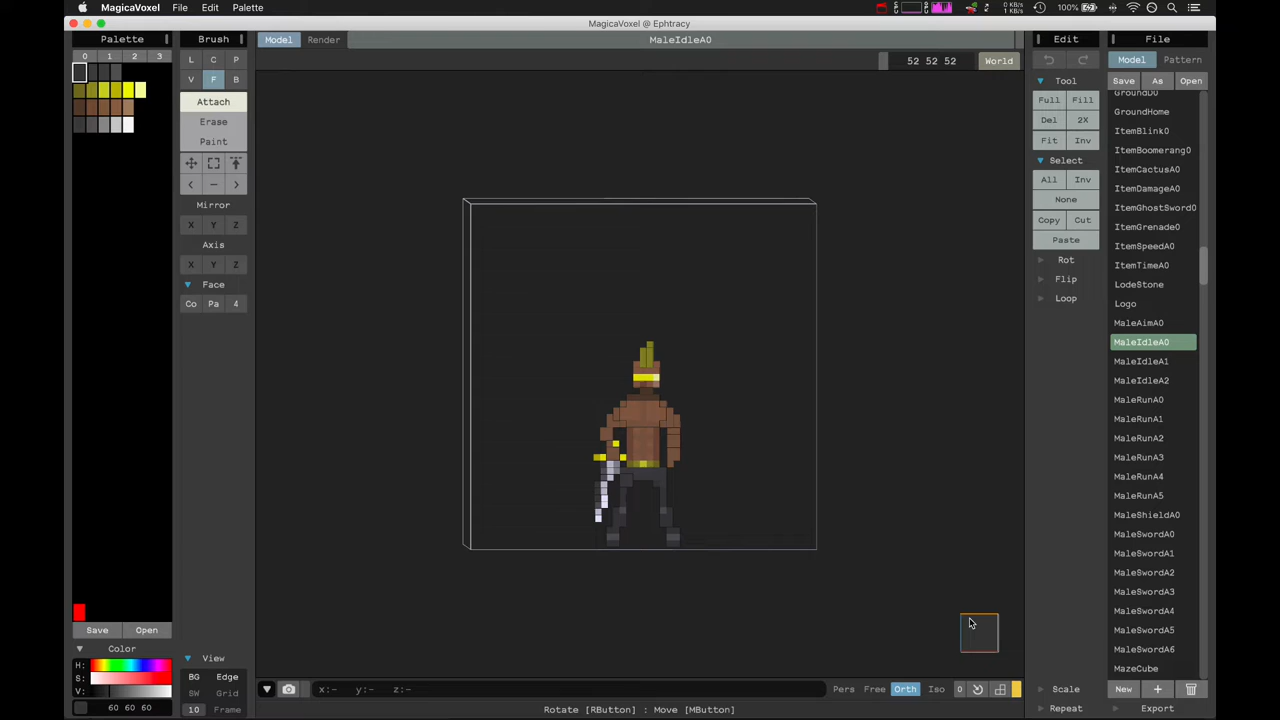 MagicaVoxel File Edit Palette
0 KB/s
1 KB/s
100%
MagicaVoxel @ Ephtracy
Palette
0 1 2 3
Save Open
Color
H:
S:
V:
60 60 60
Brush
L C P
V F B
Attach
Erase
Paint
Mirror
X Y Z
Axis
X Y Z
Face
Co Pa 4
View
BG Edge
SW Grid
10 Frame
Model Render MaleIdleA0
52 52 52 World
x:- y:- z:-
Pers Free Orth Iso 0
Rotate [RButton] : Move [MButton]
Edit
Tool
Full Fill
Del 2X
Fit Inv
Select
All Inv
None
Copy Cut
Paste
Rot
Flip
Loop
Scale
Repeat
File
Model Pattern
Save As Open
GroundD0
GroundHome
ItemBlink0
ItemBoomerang0
ItemCactusA0
ItemDamageA0
ItemGhostSword0
ItemGrenade0
ItemSpeedA0
ItemTimeA0
LodeStone
Logo
MaleAimA0
MaleIdleA0
MaleIdleA1
MaleIdleA2
MaleRunA0
MaleRunA1
MaleRunA2
MaleRunA3
MaleRunA4
MaleRunA5
MaleShieldA0
MaleSwordA0
MaleSwordA1
MaleSwordA2
MaleSwordA3
MaleSwordA4
MaleSwordA5
MaleSwordA6
MazeCube
New +
Export